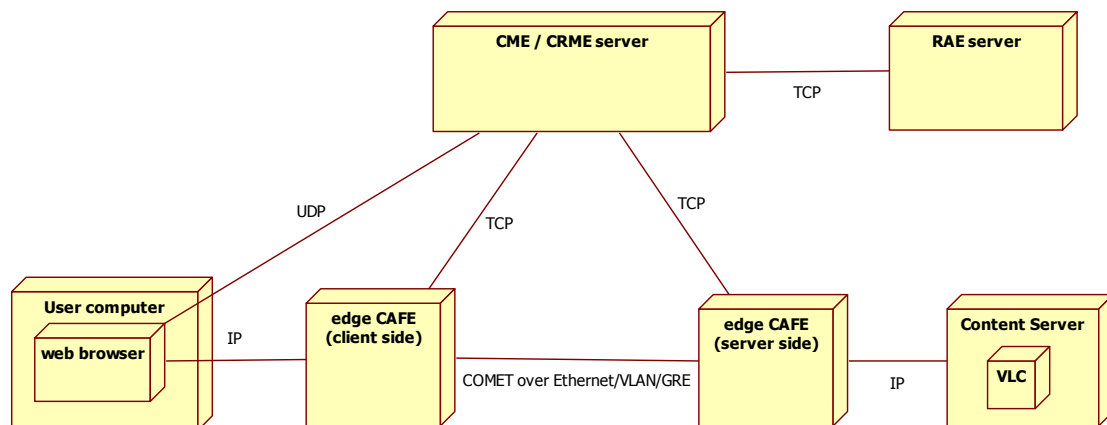 CME / CRME server
RAE server
TCP
UDP
TCP
TCP
User computer
web browser
IP
edge CAFE
(client side)
COMET over Ethernet/VLAN/GRE
edge CAFE
(server side)
IP
Content Server
VLC